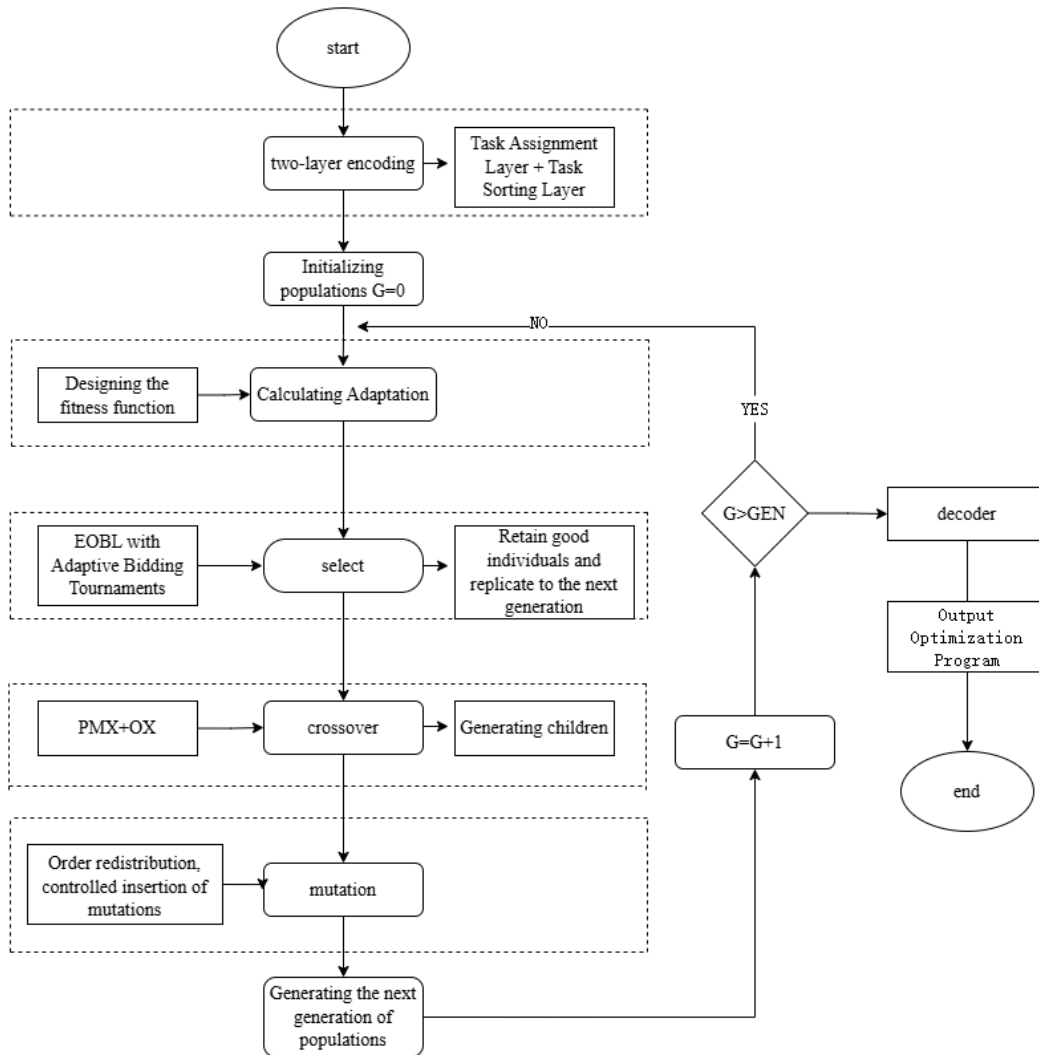 start
two-layer encoding
Task Assignment
Layer + Task
Sorting Layer
Initializing
populations G=0
NO
Designing the
fitness function
Calculating Adaptation
YES
EOBL with
Adaptive Bidding
Tournaments
select
Retain good
individuals and
replicate to the next
generation
G>GEN
decoder
Output
Optimization
Program
PMX+OX
crossover
Generating children
G=G+1
end
Order redistribution,
controlled insertion of
mutations
mutation
Generating the next
generation of
populations